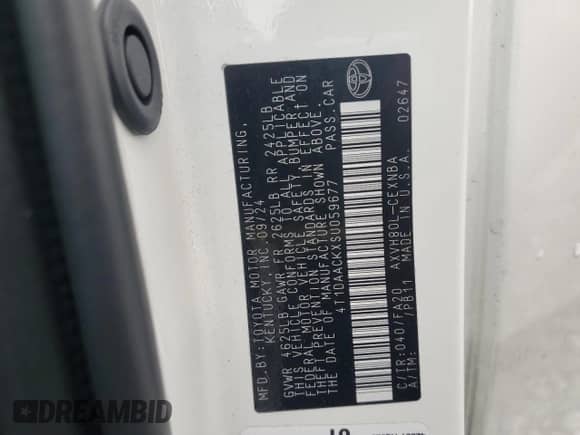 MFD.BY:TOYOTA MOTOR MANUFACTURING,
KENTUCKY, INC 09/24
GVWR 4625LB GAWR FR 2625LB RR 2425LB
THIS VEHICLE CONFORMS TO ALL APPLICABLE
FEDERAL MOTOR VEHICLE SAFETY BUMPER AND
THEFT PREVENTION STANDARDS IN EFFECT ON
THE DATE OF MANUFACTURE SHOWN ABOVE.
4T1DAACKXSU059677 PASS.CAR
C/TR:040/FA20 AXVH80L-CEXNBA
A/TM: /PB11 MADE IN U.S.A. 02647
DREAMBID